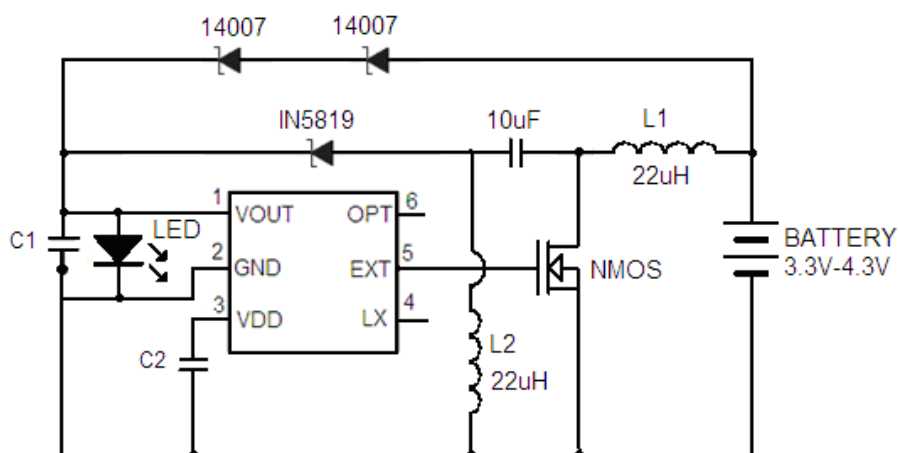 14007 14007
IN5819 10uF L1
22uH
1 VOUT OPT 6
C1 LED
2 GND EXT 5 NMOS BATTERY
3.3V-4.3V
3 VDD LX 4
C2 L2
22uH